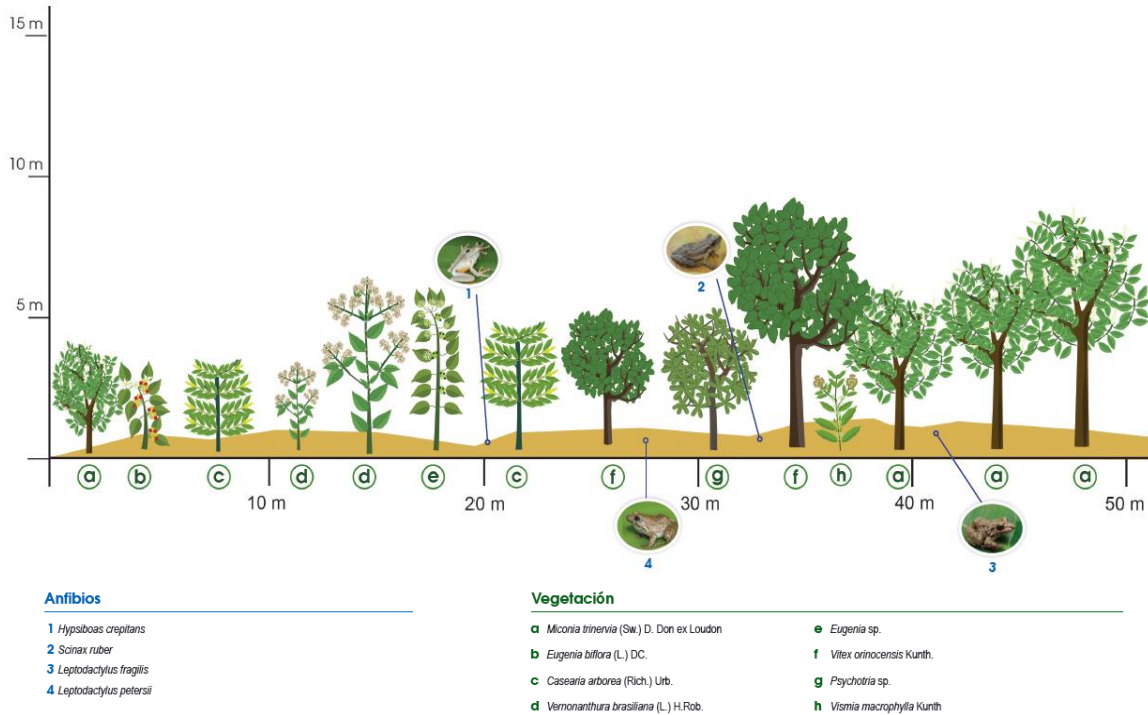 15 m
10 m
5 m
1
2
a b c d d e c f g f h a a a
10 m 20 m 30 m 40 m 50 m
4
3
Anfibios
1 Hypsiboas crepitans
2 Scinax ruber
3 Leptodactylus fragilis
4 Leptodactylus petersii
Vegetación
a Miconia trinervia (Sw.) D. Don ex Loudon
b Eugenia biflora (L.) DC.
c Casearia arborea (Rich.) Urb.
d Vernonanthura brasiliana (L.) H.Rob.
e Eugenia sp.
f Vitex orinocensis Kunth.
g Psychotria sp.
h Vismia macrophylla Kunth